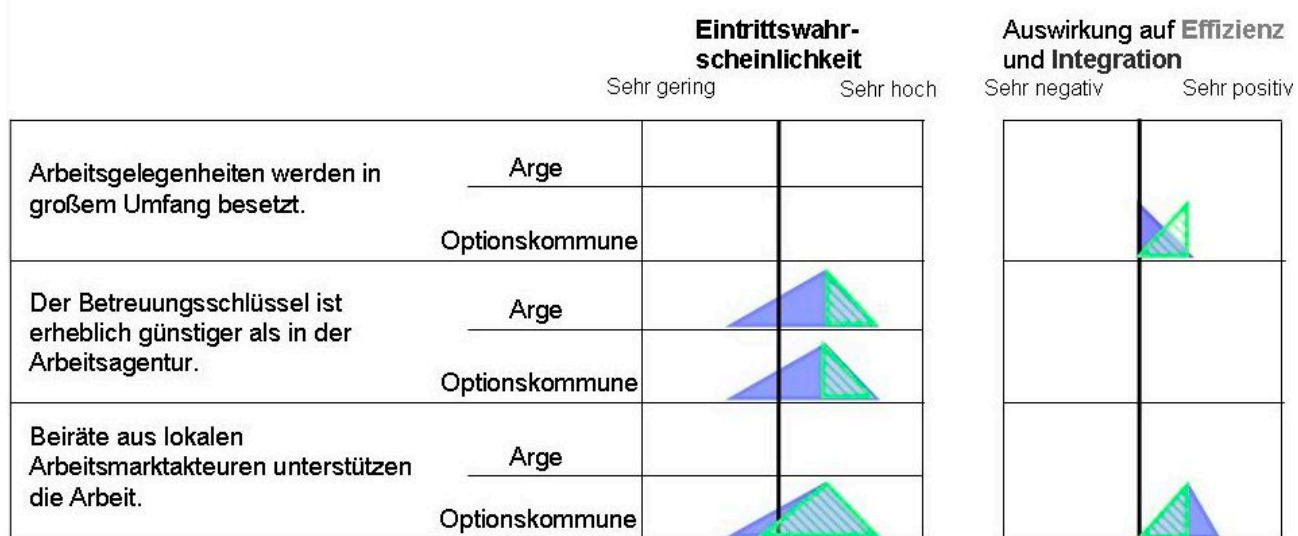 Eintrittswahr-
scheinlichkeit
Auswirkung auf Effizienz
und Integration
Sehr gering
Sehr hoch
Sehr negativ
Sehr positiv
Arbeitsgelegenheiten werden in
großem Umfang besetzt.
Arge
Optionskommune
Der Betreuungsschlüssel ist
erheblich günstiger als in der
Arbeitsagentur.
Arge
Optionskommune
Beiräte aus lokalen
Arbeitsmarktakteuren unterstützen
die Arbeit.
Arge
Optionskommune